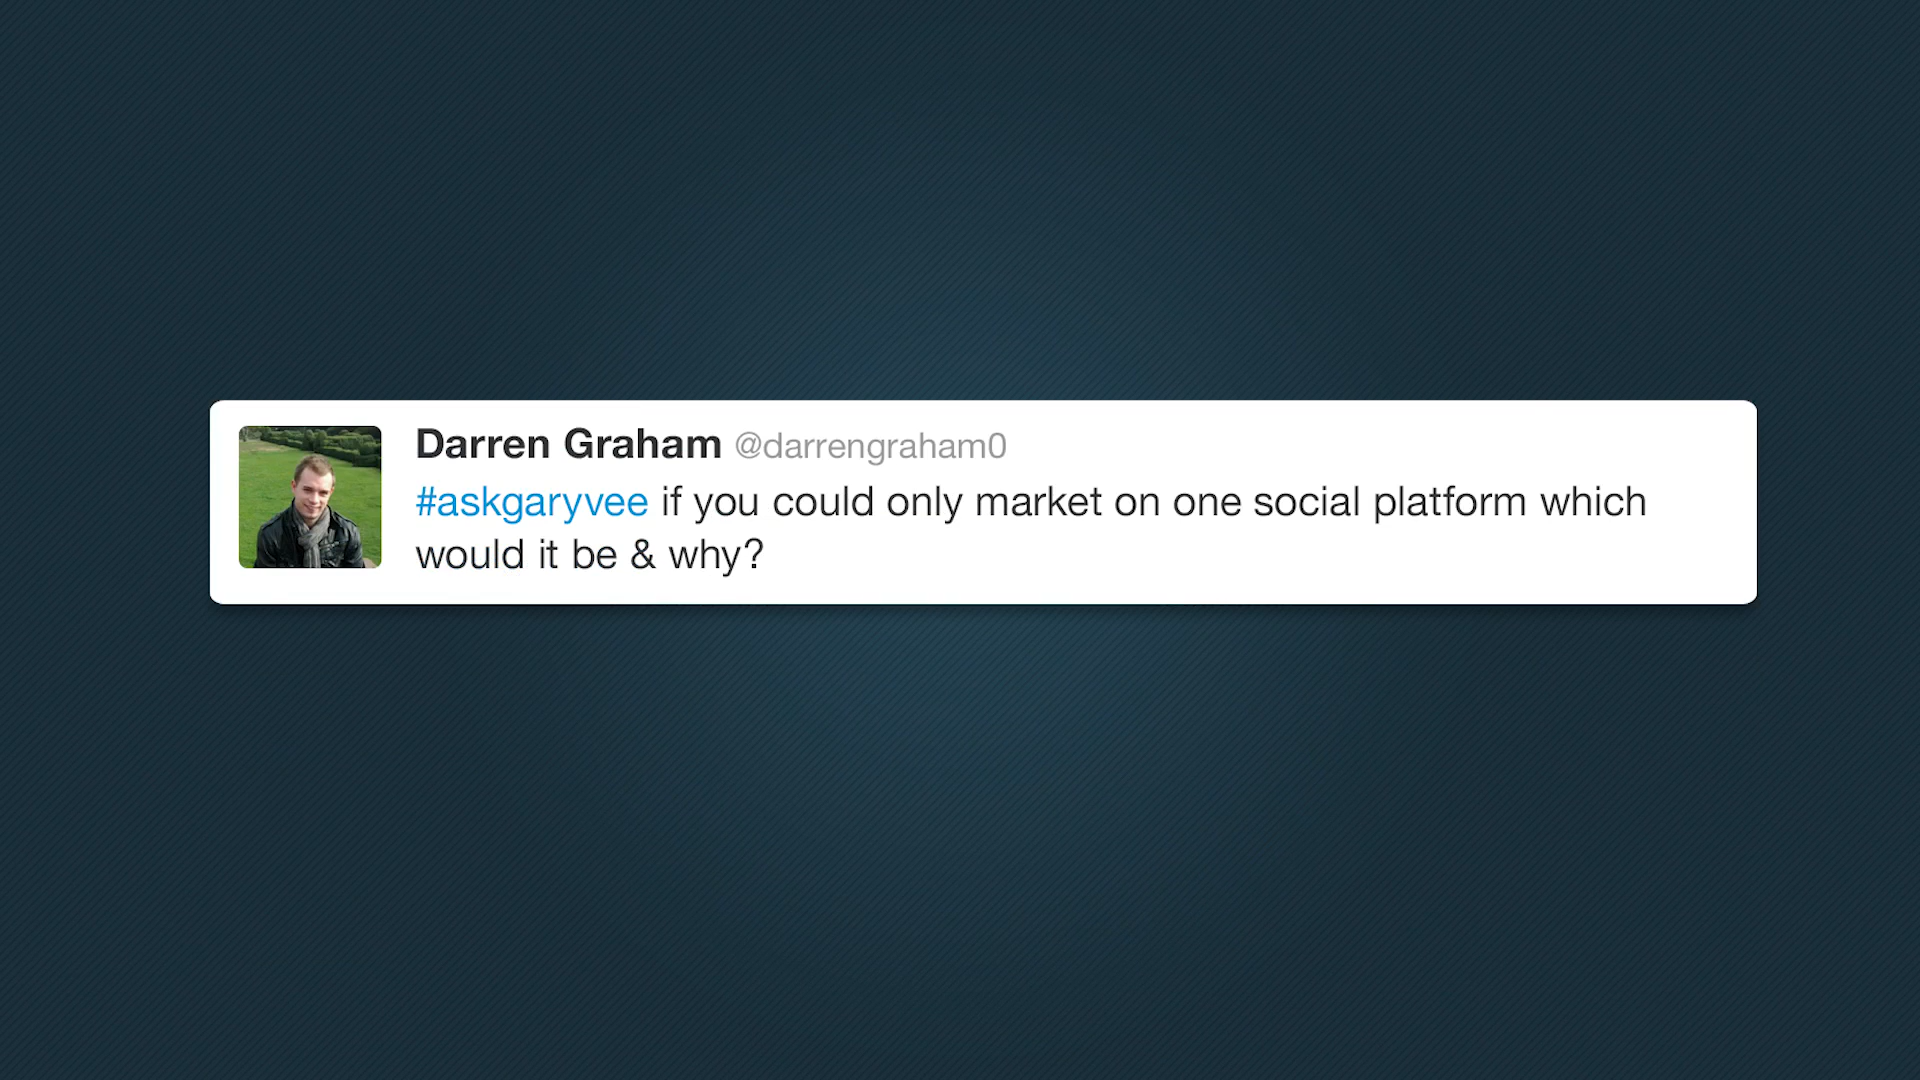 Darren Graham @darrengraham0
#askgaryvee if you could only market on one social platform which
would it be & why?